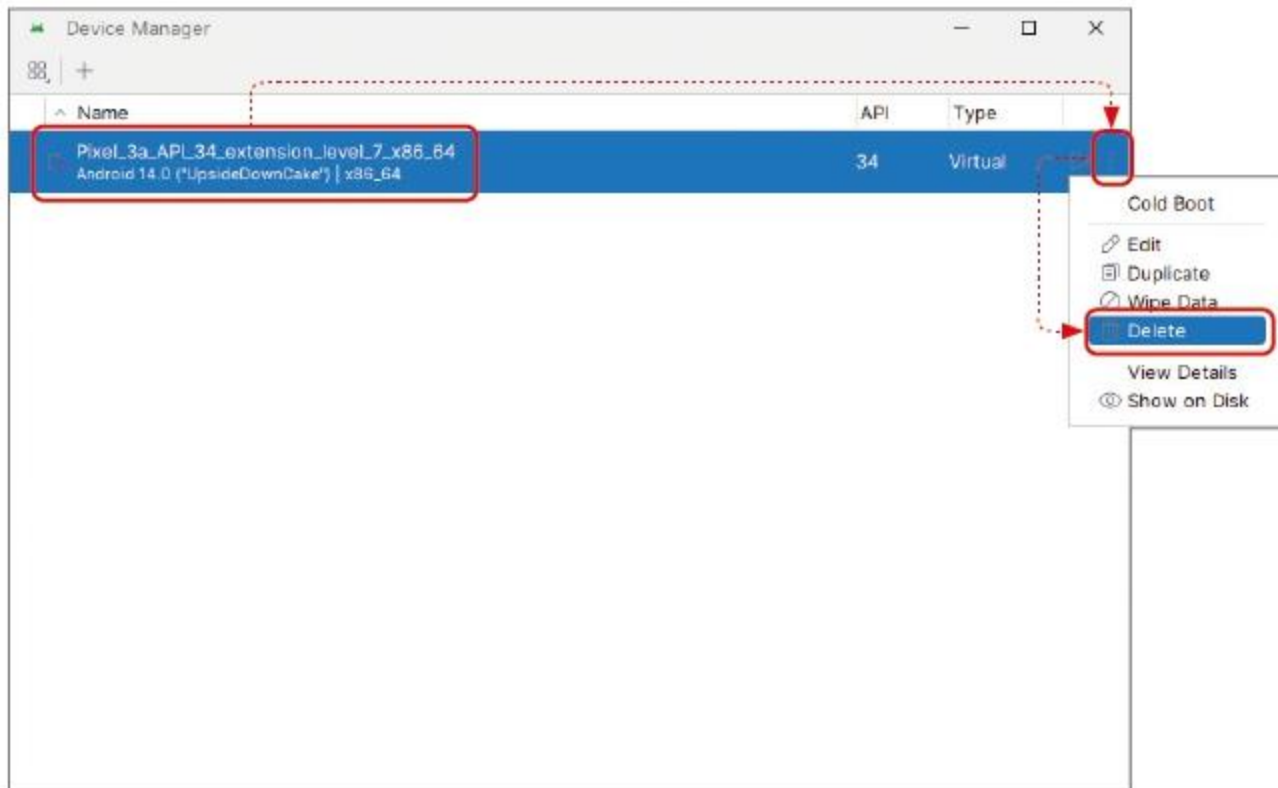 Device Manager
Name API Type
Pixel_3a_API_34_extension_level_7_x86_64 34 Virtual
Android 14.0 ("UpsideDownCake") | x86_64
Cold Boot
Edit
Duplicate
Wipe Data
Delete
View Details
Show on Disk